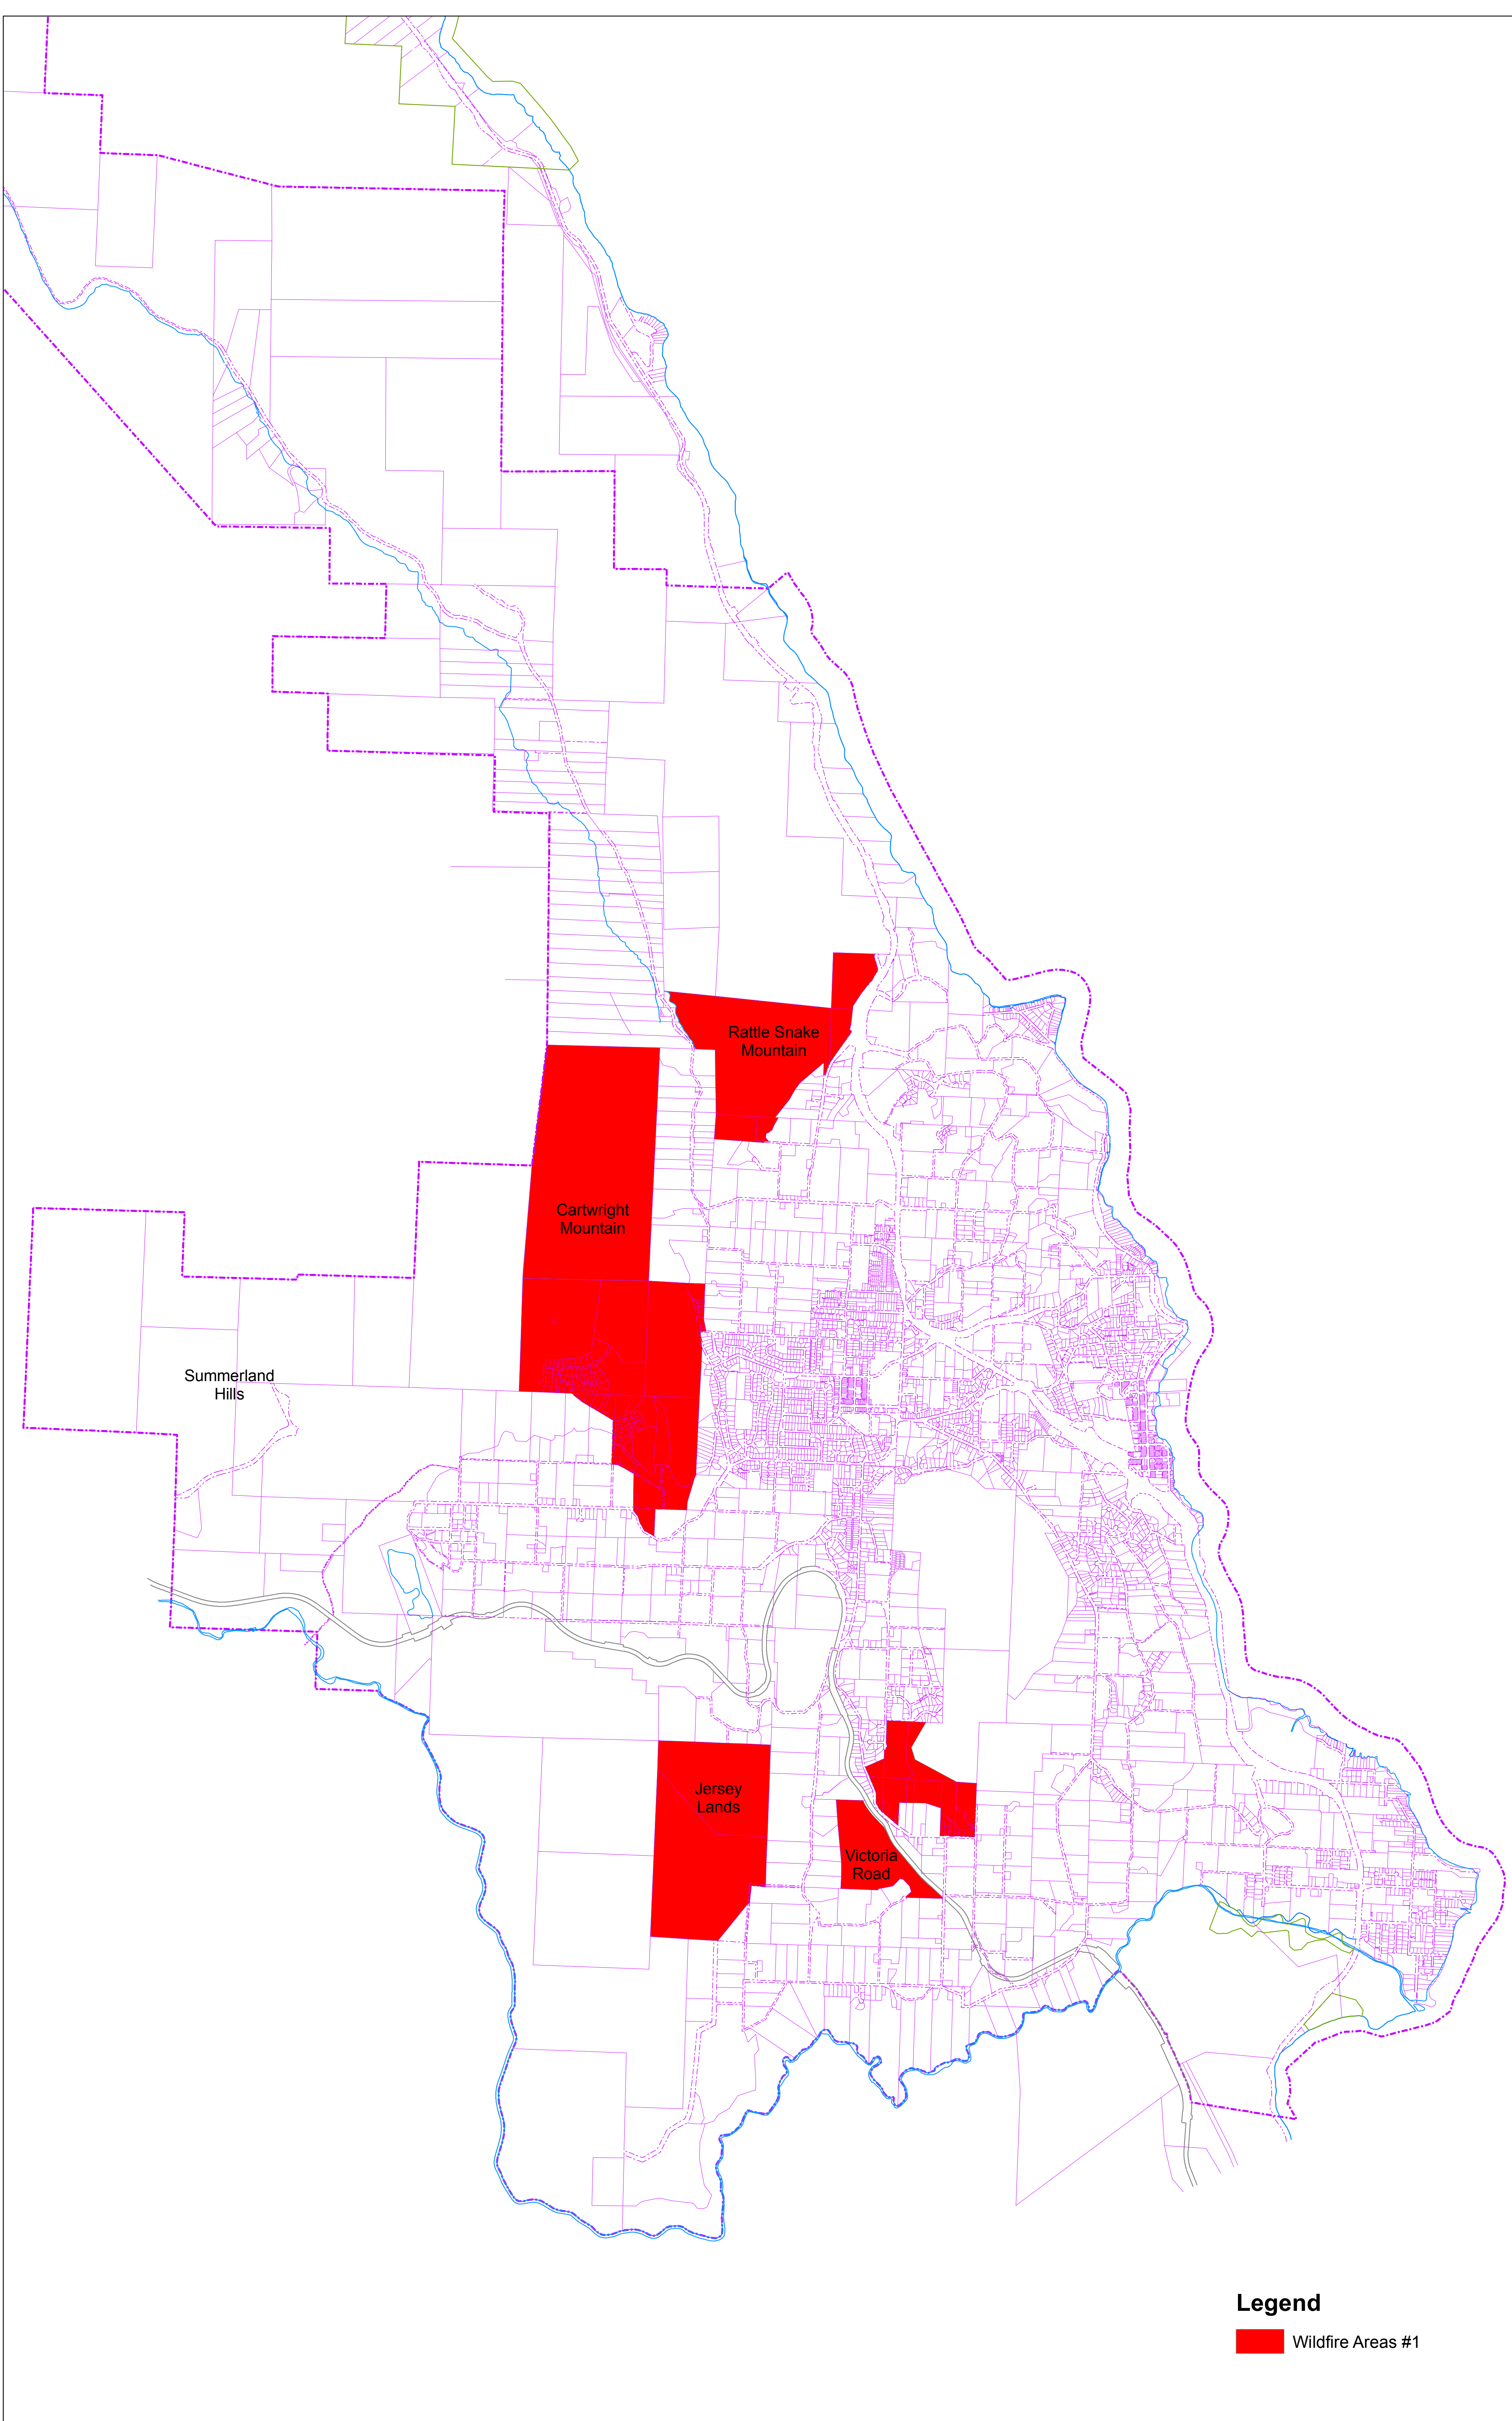 Rattle Snake
Mountain
Cartwright
Mountain
Summerland
Hills
Jersey
Lands
Victoria
Road
Legend
Wildfire Areas #1